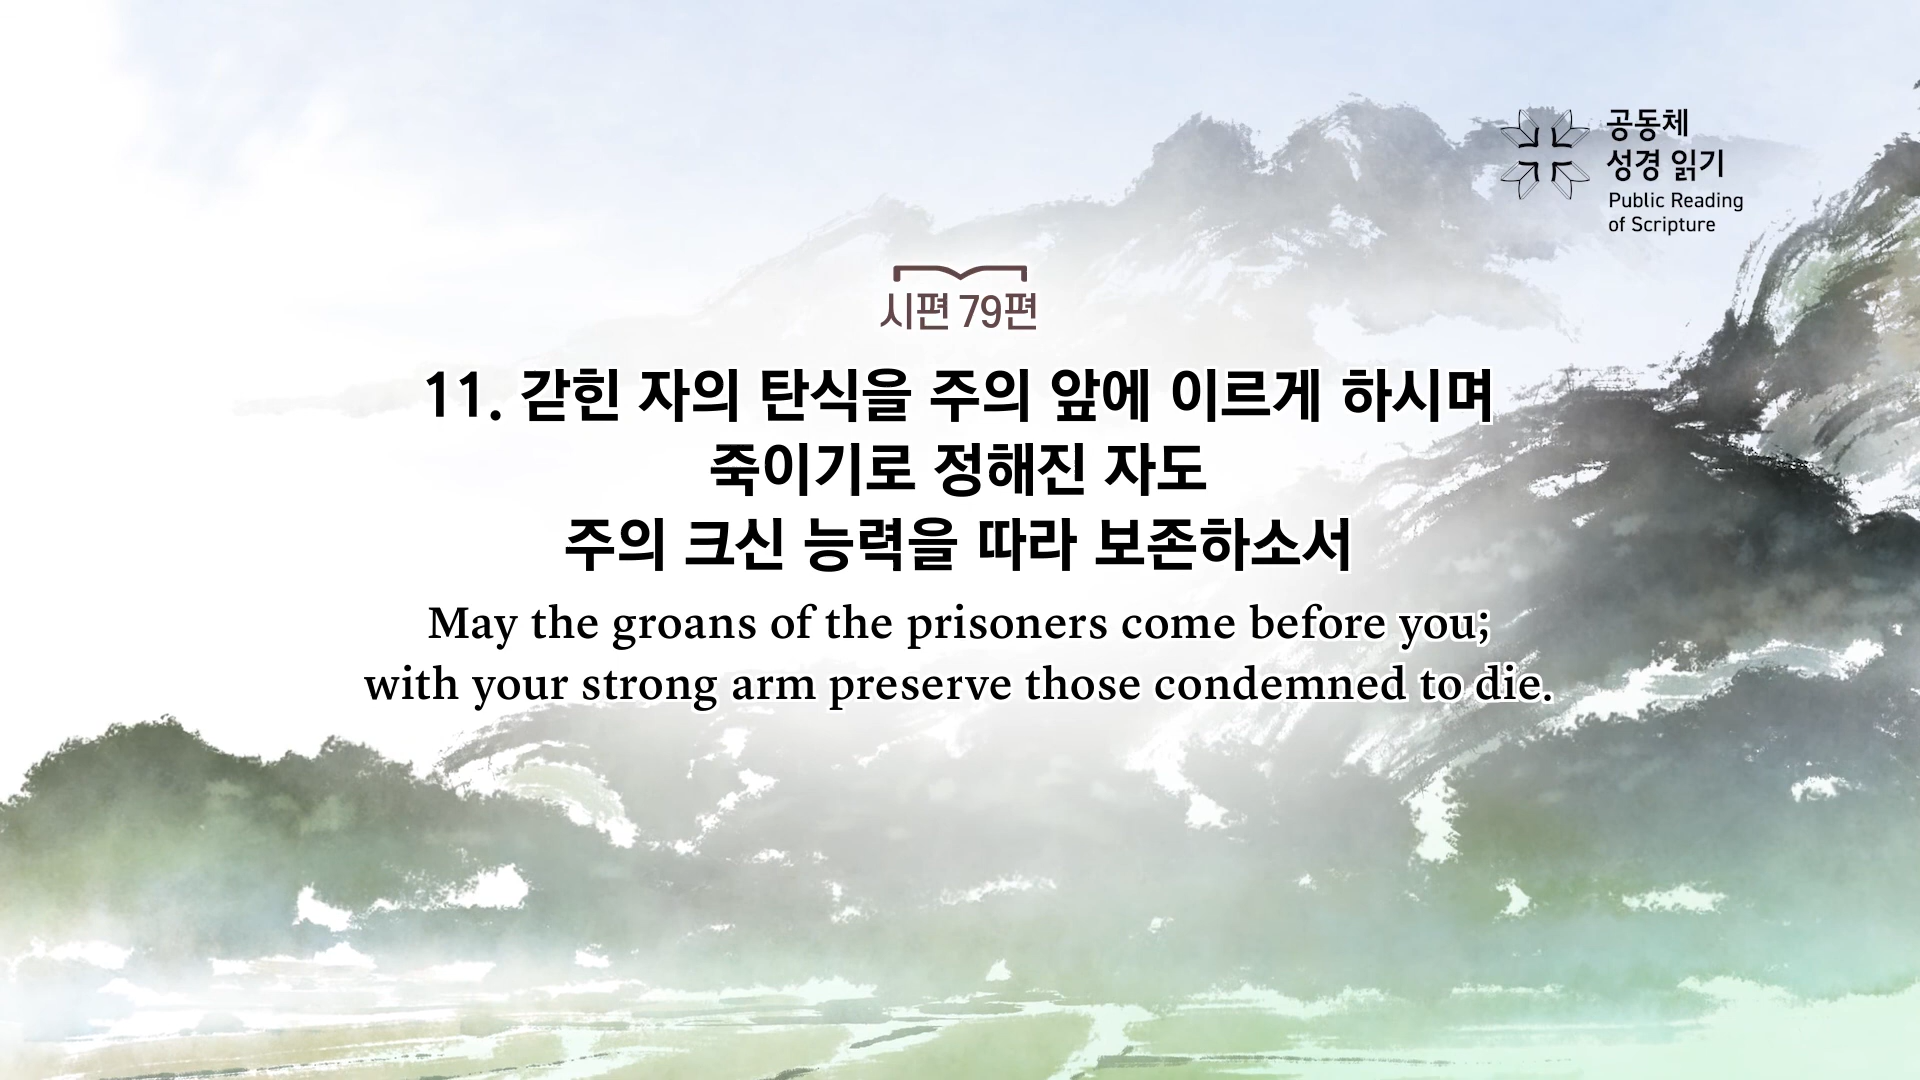 공동체
성경 읽기
Public Reading
of Scripture
시편 79편
11. 갇힌 자의 탄식을 주의 앞에 이르게 하시며
죽이기로 정해진 자도
주의 크신 능력을 따라 보존하소서
May the groans of the prisoners come before you;
with your strong arm preserve those condemned to die.